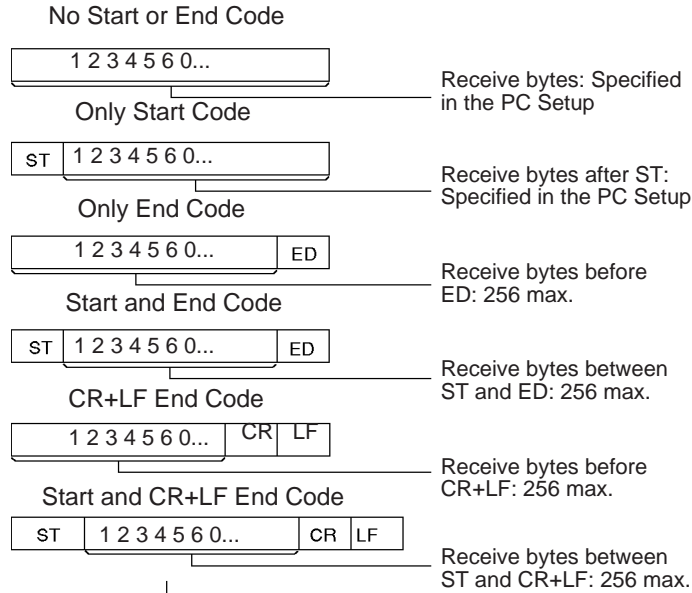 No Start or End Code
1 2 3 4 5 6 0...
Receive bytes: Specified
in the PC Setup
Only Start Code
ST 1 2 3 4 5 6 0...
Receive bytes after ST:
Specified in the PC Setup
Only End Code
1 2 3 4 5 6 0... ED
Receive bytes before
ED: 256 max.
Start and End Code
ST 1 2 3 4 5 6 0... ED
Receive bytes between
ST and ED: 256 max.
CR+LF End Code
1 2 3 4 5 6 0... CR LF
Receive bytes before
CR+LF: 256 max.
Start and CR+LF End Code
ST 1 2 3 4 5 6 0... CR LF
Receive bytes between
ST and CR+LF: 256 max.